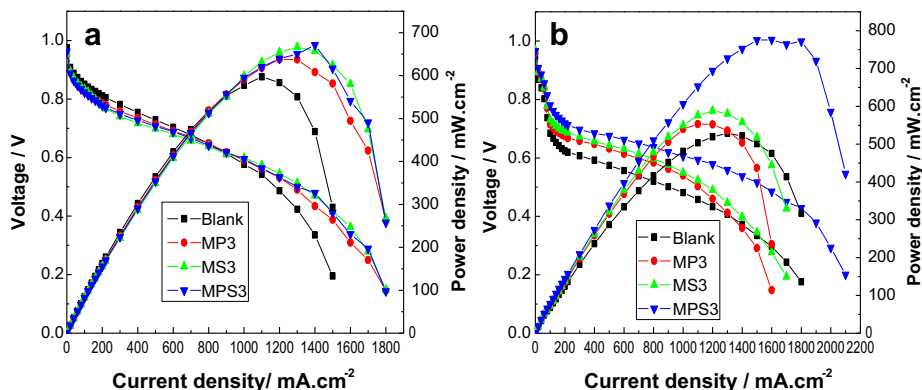 a
1.0
0.8
0.6
0.4
0.2
0.0
Voltage / V
700
600
500
400
300
200
100
0
Power density / mW.cm⁻²
Blank
MP3
MS3
MPS3
0 200 400 600 800 1000 1200 1400 1600 1800
Current density/ mA.cm⁻²
b
1.0
0.8
0.6
0.4
0.2
0.0
Voltage / V
800
700
600
500
400
300
200
100
0
Power density / mW.cm⁻²
Blank
MP3
MS3
MPS3
0 200 400 600 800 1000 1200 1400 1600 1800 2000 2200
Current density/ mA.cm⁻²